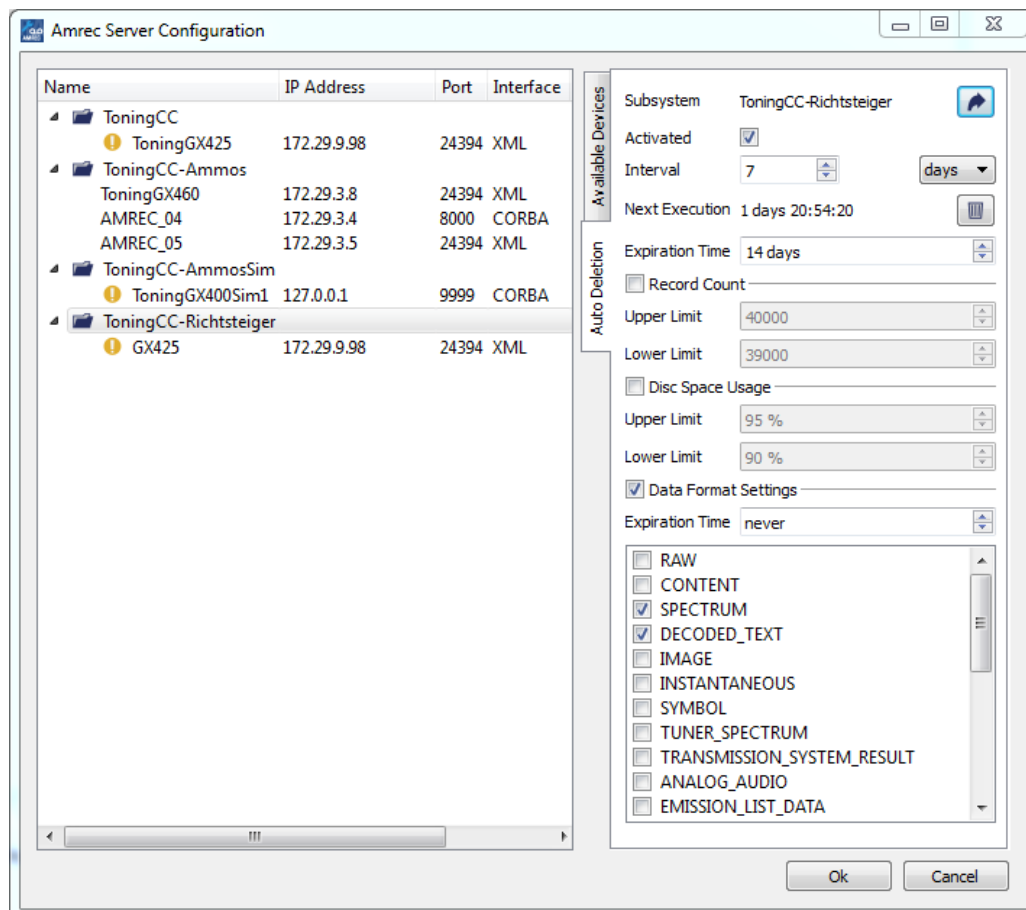 Amrec Server Configuration
Name IP Address Port Interface
ToningCC
ToningGX425 172.29.9.98 24394 XML
ToningCC-Ammos
ToningGX460 172.29.3.8 24394 XML
AMREC_04 172.29.3.4 8000 CORBA
AMREC_05 172.29.3.5 24394 XML
ToningCC-AmmosSim
ToningGX400Sim1 127.0.0.1 9999 CORBA
ToningCC-Richtsteiger
GX425 172.29.9.98 24394 XML
Available Devices
Auto Deletion
Subsystem ToningCC-Richtsteiger
Activated
Interval 7 days
Next Execution 1 days 20:54:20
Expiration Time 14 days
Record Count
Upper Limit 40000
Lower Limit 39000
Disc Space Usage
Upper Limit 95 %
Lower Limit 90 %
Data Format Settings
Expiration Time never
RAW
CONTENT
SPECTRUM
DECODED_TEXT
IMAGE
INSTANTANEOUS
SYMBOL
TUNER_SPECTRUM
TRANSMISSION_SYSTEM_RESULT
ANALOG_AUDIO
EMISSION_LIST_DATA
Ok Cancel